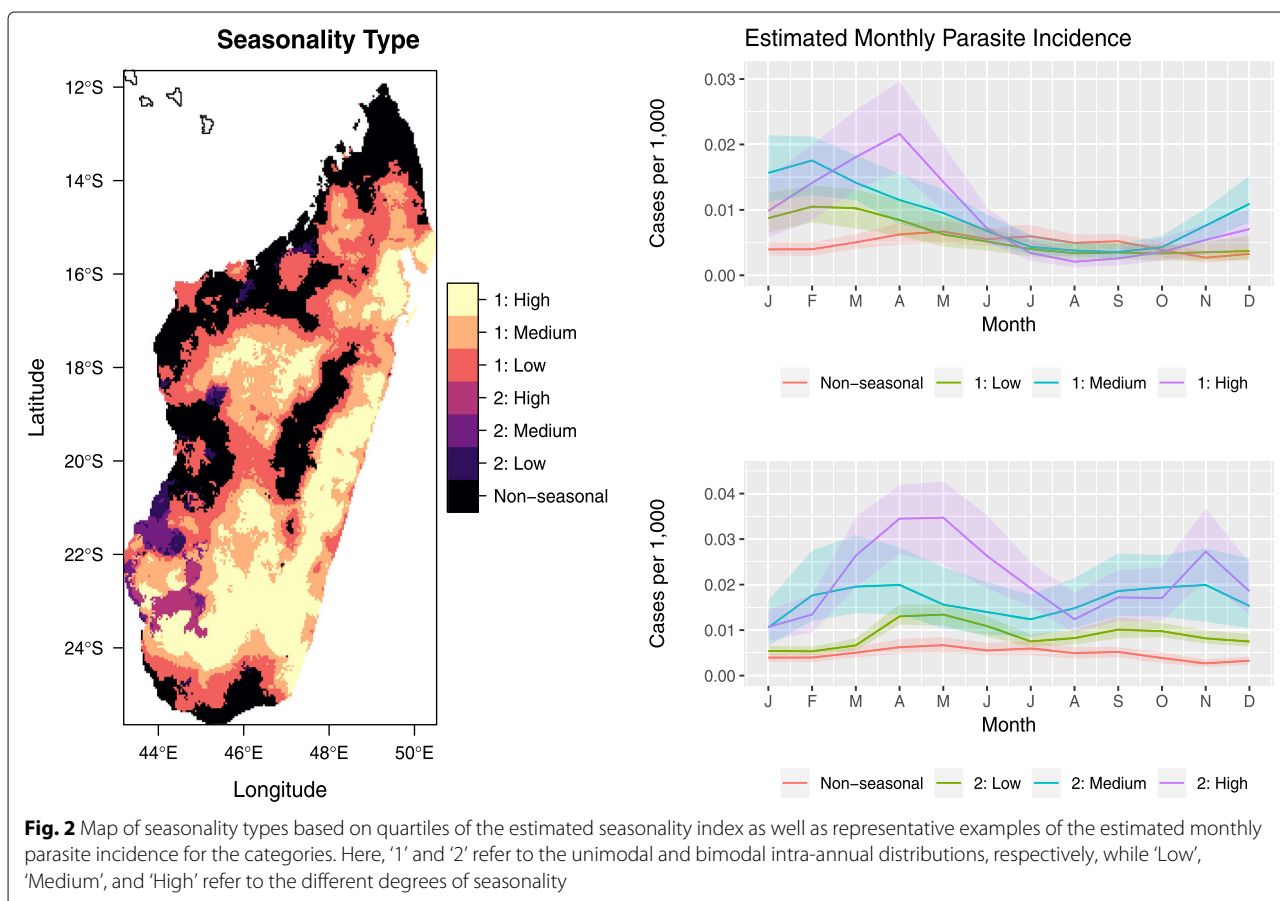 Seasonality Type
12°S
14°S
16°S
18°S
20°S
22°S
24°S
Latitude
44°E 46°E 48°E 50°E
Longitude
1: High
1: Medium
1: Low
2: High
2: Medium
2: Low
Non−seasonal
Estimated Monthly Parasite Incidence
0.03
0.02
0.01
0.00
Cases per 1,000
J F M A M J J A S O N D
Month
Non−seasonal 1: Low 1: Medium 1: High
0.04
0.03
0.02
0.01
0.00
Cases per 1,000
J F M A M J J A S O N D
Month
Non−seasonal 2: Low 2: Medium 2: High
Fig. 2 Map of seasonality types based on quartiles of the estimated seasonality index as well as representative examples of the estimated monthly
parasite incidence for the categories. Here, ‘1’ and ‘2’ refer to the unimodal and bimodal intra-annual distributions, respectively, while ‘Low’,
‘Medium’, and ‘High’ refer to the different degrees of seasonality